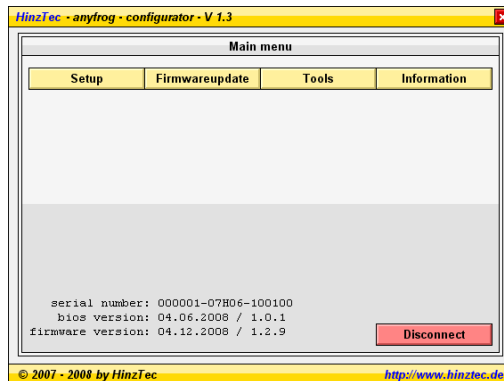 HinzTec - anyfrog - configurator - V 1.3
Main menu
Setup Firmwareupdate Tools Information
serial number: 000001-07H06-100100
bios version: 04.06.2008 / 1.0.1
firmware version: 04.12.2008 / 1.2.9
Disconnect
© 2007 - 2008 by HinzTec http://www.hinztec.de